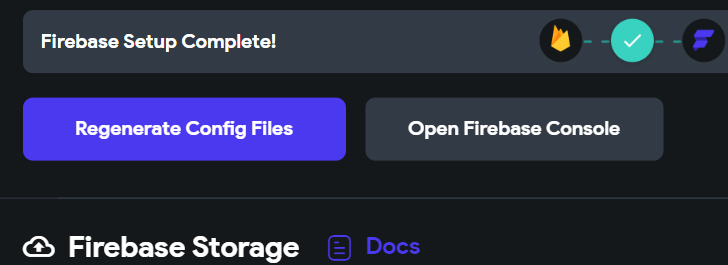 Firebase Setup Complete!
Regenerate Config Files
Open Firebase Console
Firebase Storage
Docs